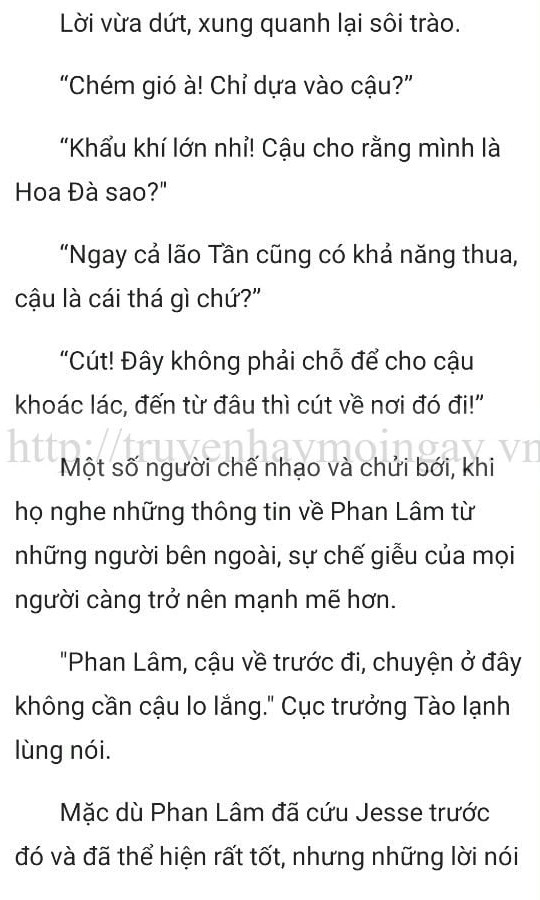 Lời vừa dứt, xung quanh lại sôi trào.
“Chém gió à! Chỉ dựa vào cậu?”
“Khẩu khí lớn nhỉ! Cậu cho rằng mình là
Hoa Đà sao?"
“Ngay cả lão Tần cũng có khả năng thua,
cậu là cái thá gì chứ?”
“Cút! Đây không phải chỗ để cho cậu
khoác lác, đến từ đâu thì cút về nơi đó đi!”
http://truyenhaymoingay.vn
Một số người chế nhạo và chửi bới, khi
họ nghe những thông tin về Phan Lâm từ
những người bên ngoài, sự chế giễu của mọi
người càng trở nên mạnh mẽ hơn.
"Phan Lâm, cậu về trước đi, chuyện ở đây
không cần cậu lo lắng." Cục trưởng Tào lạnh
lùng nói.
Mặc dù Phan Lâm đã cứu Jesse trước
đó và đã thể hiện rất tốt, nhưng những lời nói